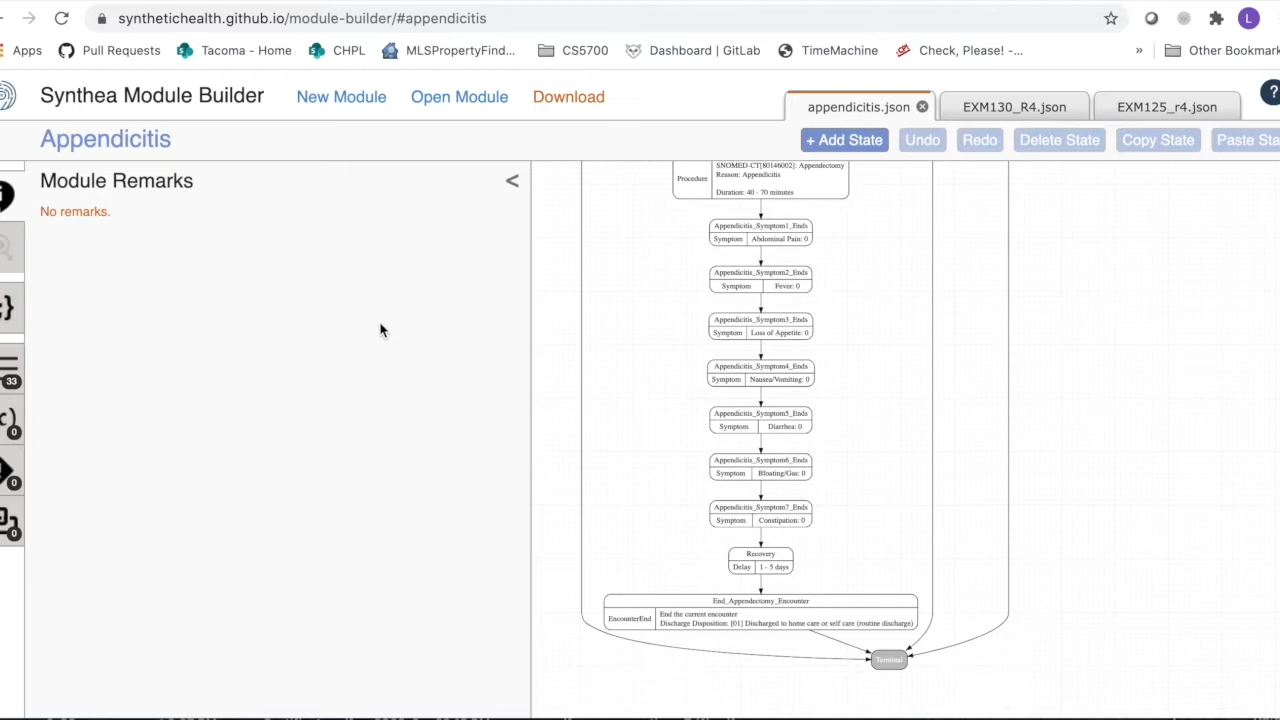 synthetichealth.github.io/module-builder/#appendicitis
L
Apps Pull Requests Tacoma - Home CHPL MLSPropertyFind... CS5700 Dashboard | GitLab TimeMachine Check, Please! -... » Other Bookmark
Synthea Module Builder New Module Open Module Download
appendicitis.json EXM130_R4.json EXM125_r4.json
?
Appendicitis
+ Add State Undo Redo Delete State Copy State Paste Sta
Module Remarks <
No remarks.
33
0
0
0
Procedure
SNOMED-CT[80146002]: Appendectomy
Reason: Appendicitis
Duration: 40 - 70 minutes
Appendicitis_Symptom1_Ends
Symptom Abdominal Pain: 0
Appendicitis_Symptom2_Ends
Symptom Fever: 0
Appendicitis_Symptom3_Ends
Symptom Loss of Appetite: 0
Appendicitis_Symptom4_Ends
Symptom Nausea/Vomiting: 0
Appendicitis_Symptom5_Ends
Symptom Diarrhea: 0
Appendicitis_Symptom6_Ends
Symptom Bloating/Gas: 0
Appendicitis_Symptom7_Ends
Symptom Constipation: 0
Recovery
Delay 1 - 5 days
End_Appendectomy_Encounter
EncounterEnd
End the current encounter
Discharge Disposition: [01] Discharged to home care or self care (routine discharge)
Terminal